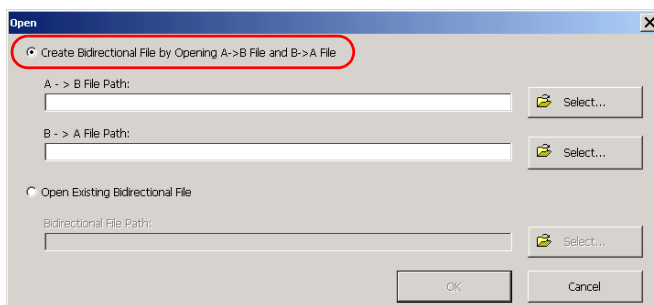 Open
Create Bidirectional File by Opening A->B File and B->A File
A - > B File Path:
Select...
B - > A File Path:
Select...
Open Existing Bidirectional File
Bidirectional File Path:
Select...
OK
Cancel